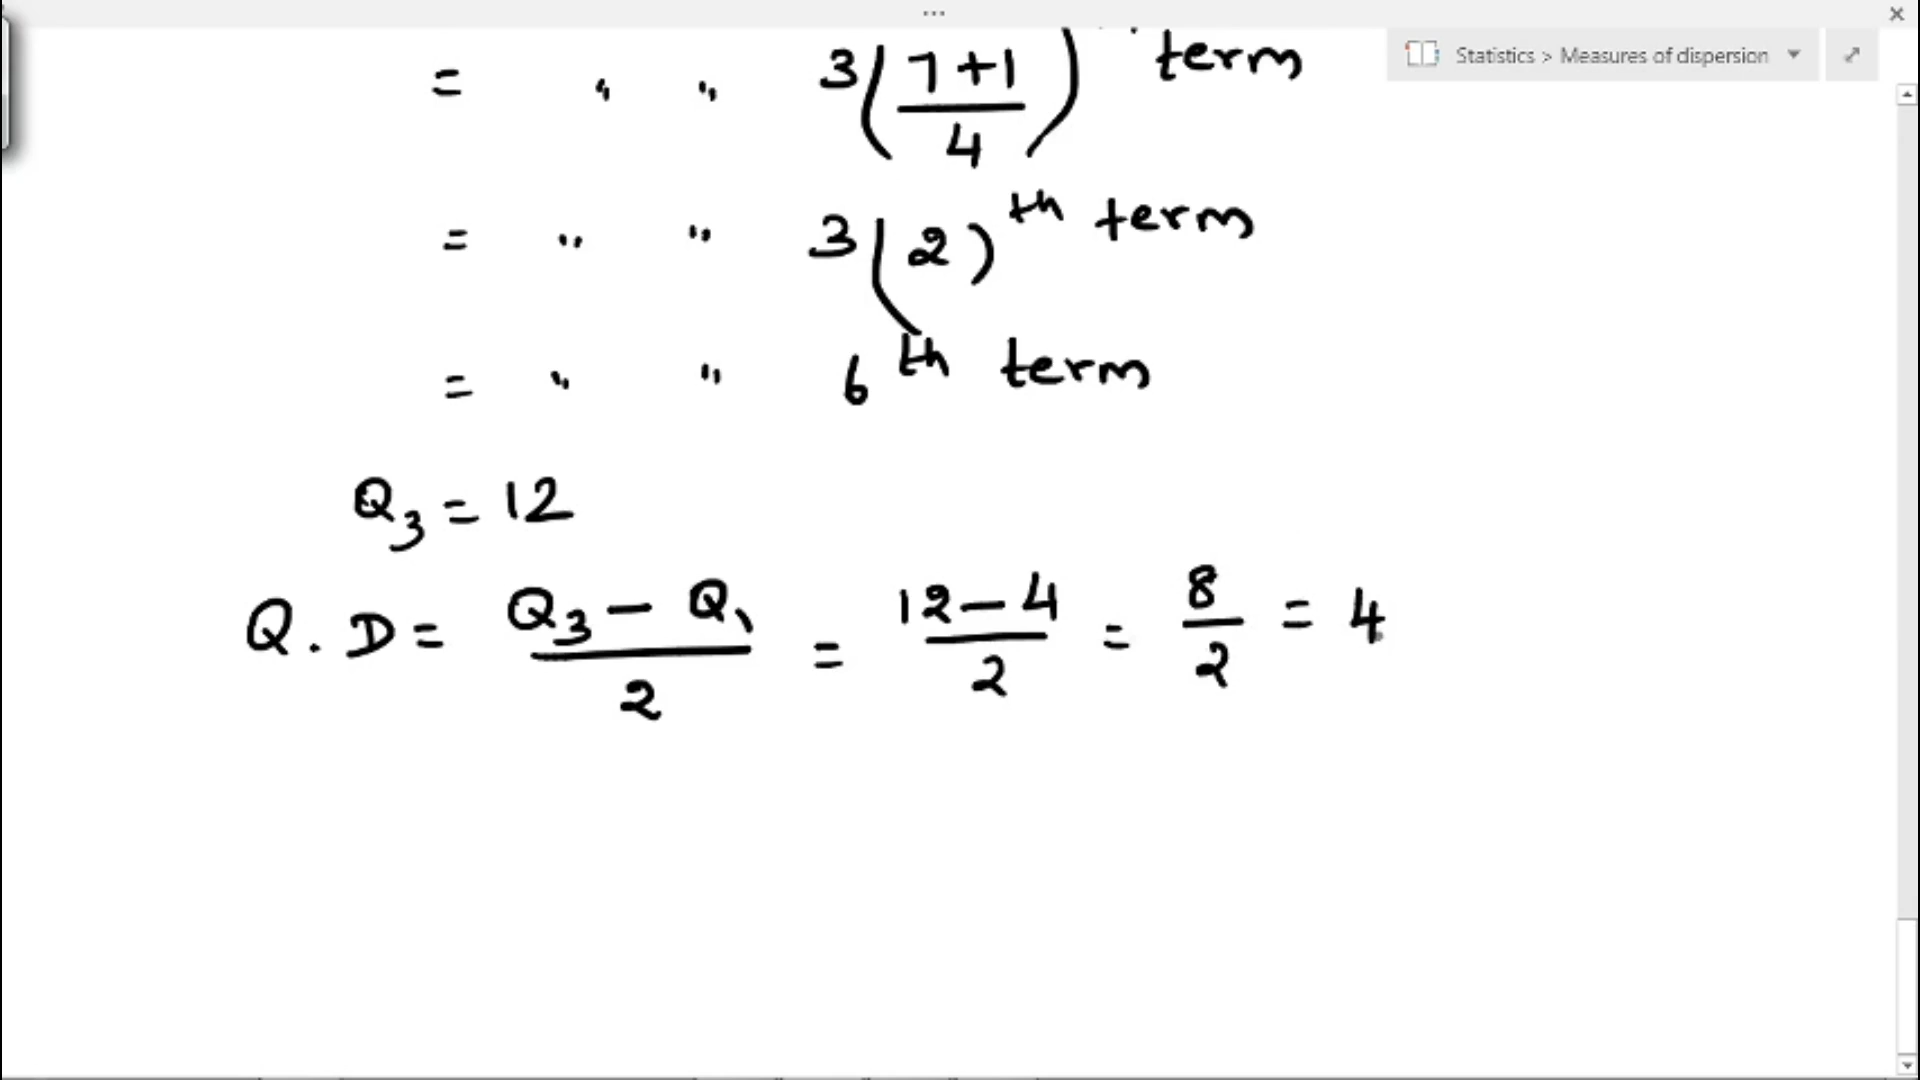 ...
Statistics > Measures of dispersion
= " " 3(7+1/4)th term
= " " 3(2)th term
= " " 6th term
Q3 = 12
Q.D = Q3 - Q1/2 = 12-4/2 = 8/2 = 4